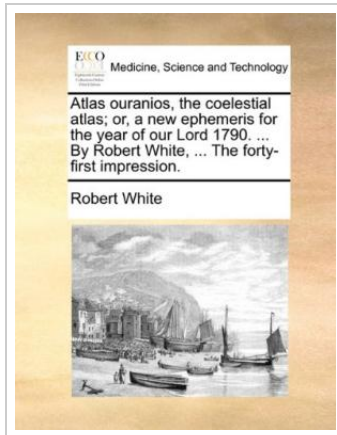 ECCO
Medicine, Science and Technology
Atlas ouranios, the coelestial
atlas; or, a new ephemeris for
the year of our Lord 1790. ...
By Robert White, ... The forty-
first impression.
Robert White